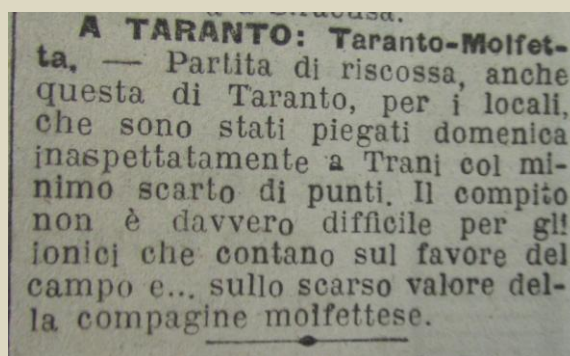 A TARANTO: Taranto-Molfet-
ta. — Partita di riscossa, anche
questa di Taranto, per i locali,
che sono stati piegati domenica
inaspettatamente a Trani col mi-
nimo scarto di punti. Il compito
non è davvero difficile per gli
ionici che contano sul favore del
campo e... sullo scarso valore del-
la compagine molfettese.